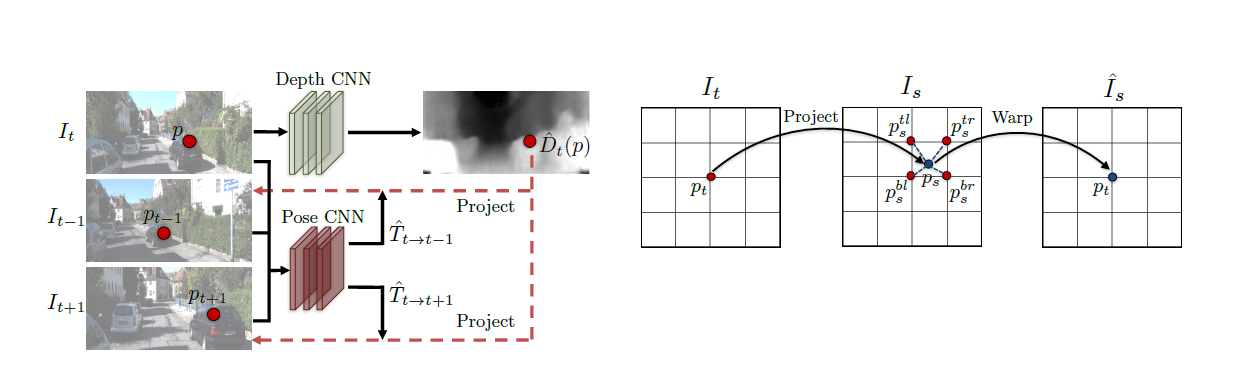 Depth CNN
I_t
p
\hat{D}_t(p)
I_{t-1}
p_{t-1}
Project
Pose CNN
\hat{T}_{t→t-1}
I_{t+1}
p_{t+1}
\hat{T}_{t→t+1}
Project
I_t
I_s
\hat{I}_s
Project
Warp
p_s^{tl}
p_s^{tr}
p_t
p_s
p_s^{bl}
p_s^{br}
p_t